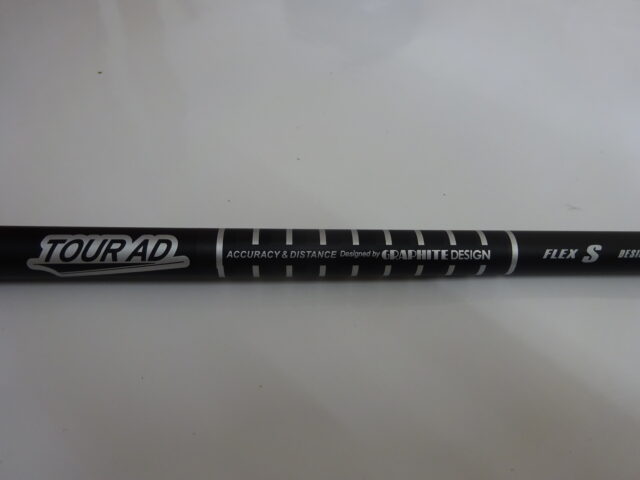 TOUR AD ACCURACY & DISTANCE Designed by GRAPHITE DESIGN FLEX S